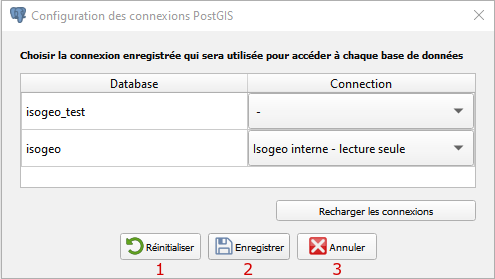 Configuration des connexions PostGIS
Choisir la connexion enregistrée qui sera utilisée pour accéder à chaque base de données
Database Connection
isogeo_test -
isogeo Isogeo interne - lecture seule
Recharger les connexions
Réinitialiser Enregistrer Annuler
1 2 3